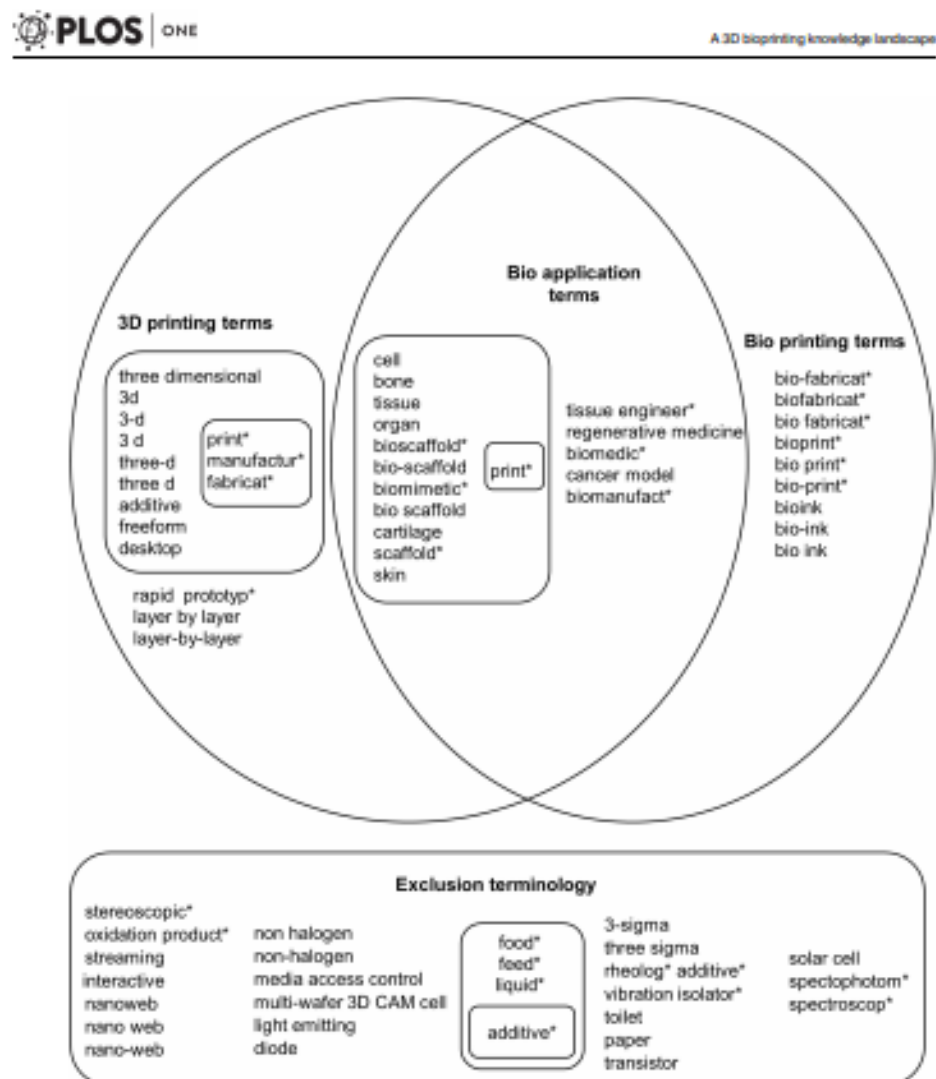 PLOS ONE
A 3D bioprinting knowledge landscape
3D printing terms
three dimensional
3d
3-d
3 d
three-d
three d
additive
freeform
desktop
print*
manufactur*
fabricat*
rapid prototyp*
layer by layer
layer-by-layer
Bio application
terms
cell
bone
tissue
organ
bioscaffold*
bio-scaffold
biomimetic*
bio scaffold
cartilage
scaffold*
skin
print*
tissue engineer*
regenerative medicine
biomedic*
cancer model
biomanufact*
Bio printing terms
bio-fabricat*
biofabricat*
bio fabricat*
bioprint*
bio print*
bio-print*
bioink
bio-ink
bio ink
Exclusion terminology
stereoscopic*
oxidation product*
streaming
interactive
nanoweb
nano web
nano-web
non halogen
non-halogen
media access control
multi-wafer 3D CAM cell
light emitting
diode
food*
feed*
liquid*
additive*
3-sigma
three sigma
rheolog* additive*
vibration isolator*
toilet
paper
transistor
solar cell
spectophotom*
spectroscop*